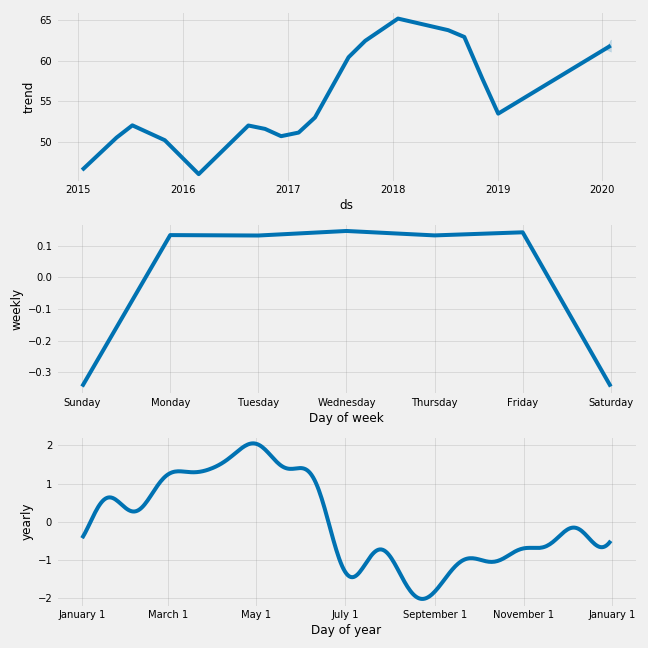 65
60
55
50
trend
2015 2016 2017 2018 2019 2020
ds
0.1
0.0
−0.1
−0.2
−0.3
weekly
Sunday Monday Tuesday Wednesday Thursday Friday Saturday
Day of week
2
1
0
−1
−2
yearly
January 1 March 1 May 1 July 1 September 1 November 1 January 1
Day of year